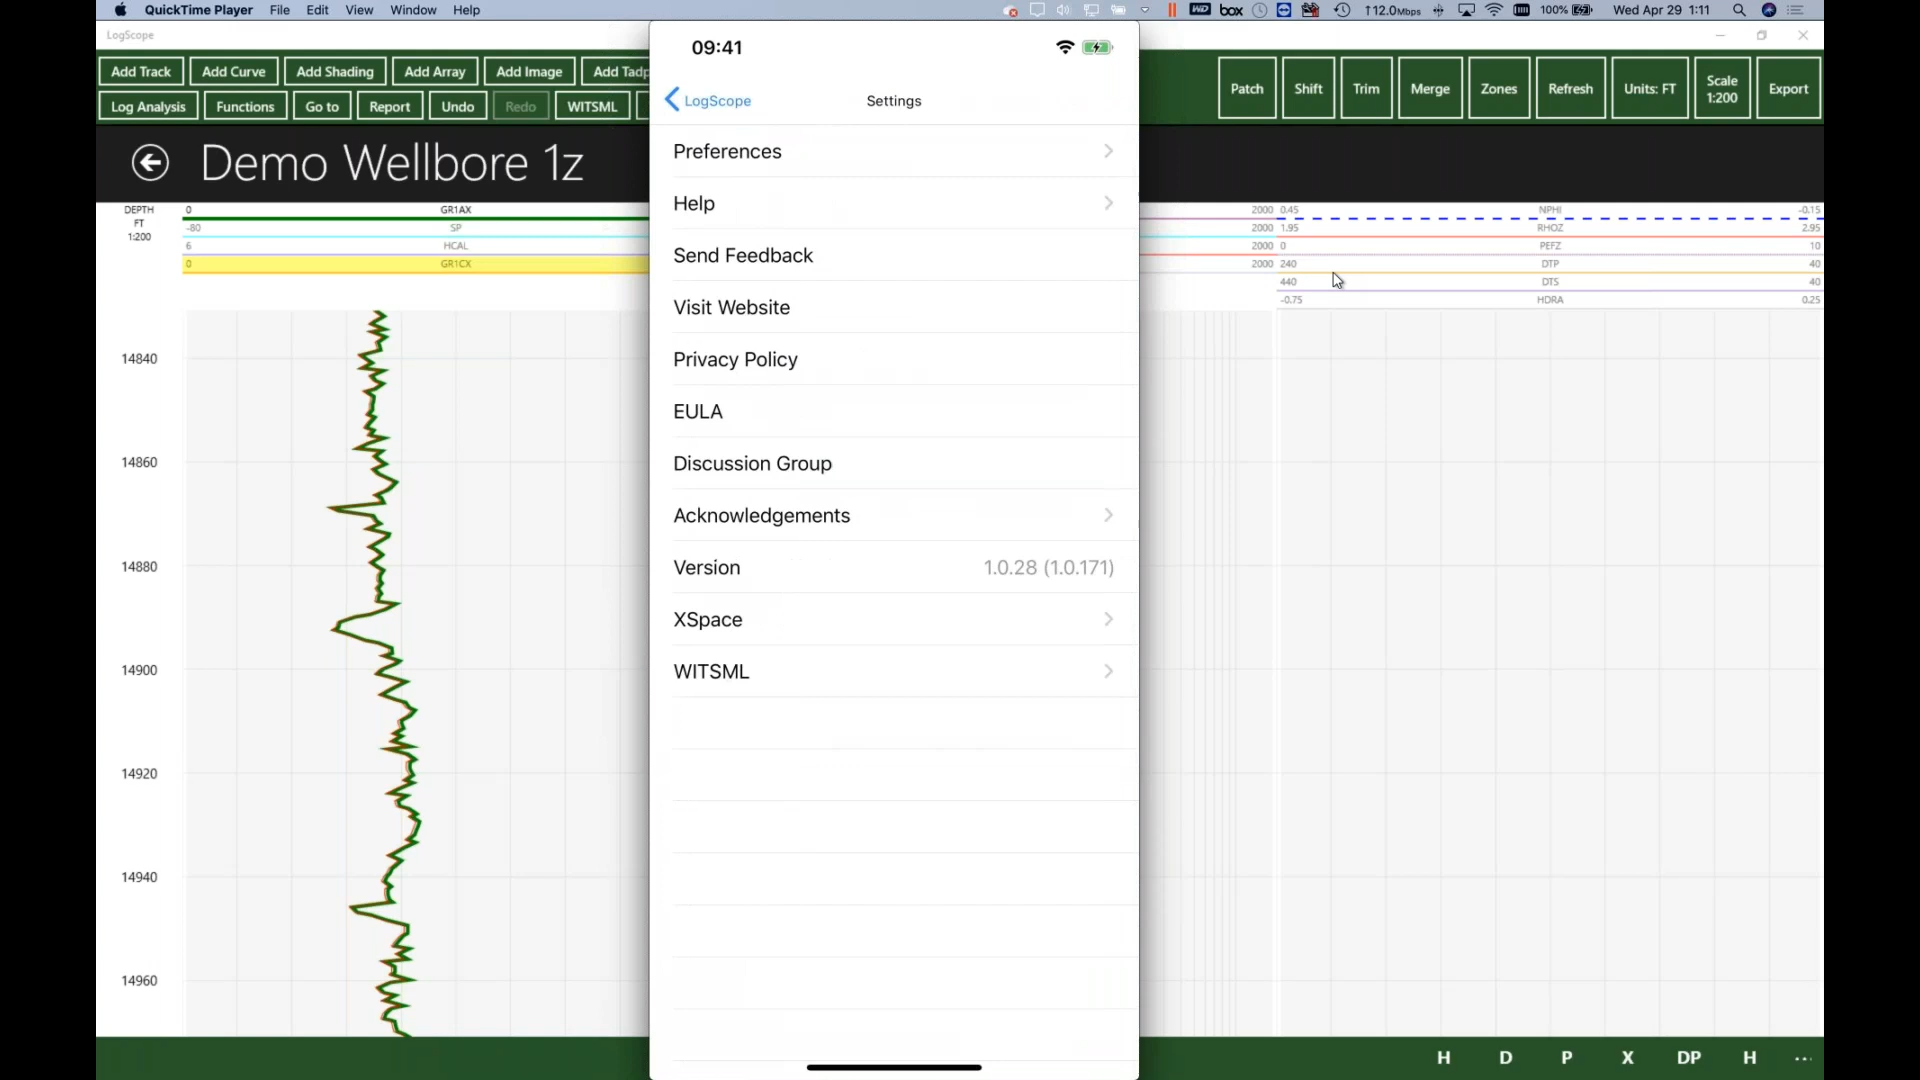 QuickTime Player File Edit View Window Help
WD box 112.0Mbps 100% Wed Apr 29 1:11
LogScope
Add Track Add Curve Add Shading Add Array Add Image Add Tadp
Log Analysis Functions Go to Report Undo Redo WITSML
Patch Shift Trim Merge Zones Refresh Units: FT Scale 1:200 Export
Demo Wellbore 1z
DEPTH
FT
1:200
0 GR1AX
-80 SP
6 HCAL
0 GR1CX
2000 0.45 NPHI -0.15
2000 1.95 RHOZ 2.95
2000 0 PEFZ 10
2000 240 DTP 40
440 DTS 40
-0.75 HDRA 0.25
14840
14860
14880
14900
14920
14940
14960
09:41
LogScope Settings
Preferences
Help
Send Feedback
Visit Website
Privacy Policy
EULA
Discussion Group
Acknowledgements
Version 1.0.28 (1.0.171)
XSpace
WITSML
H D P X DP H ...